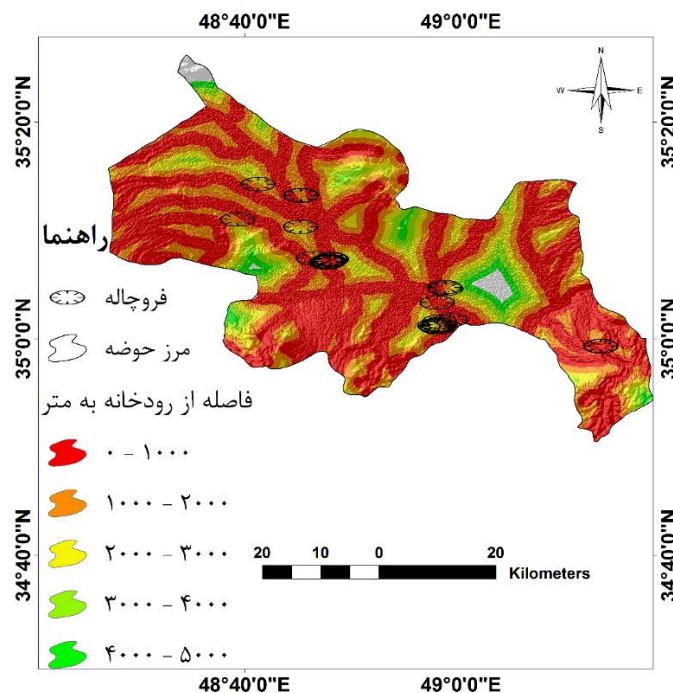 48°40'0"E 49°0'0"E
N
W E
S
35°20'0"N 35°20'0"N
راهنما
فروچاله
35°0'0"N 35°0'0"N
مرز حوضه
فاصله از رودخانه به متر
۰ - ۱۰۰۰
۱۰۰۰ - ۲۰۰۰
۲۰۰۰ - ۳۰۰۰
34°40'0"N 34°40'0"N
20 10 0 20
Kilometers
۳۰۰۰ - ۴۰۰۰
۴۰۰۰ - ۵۰۰۰
48°40'0"E 49°0'0"E